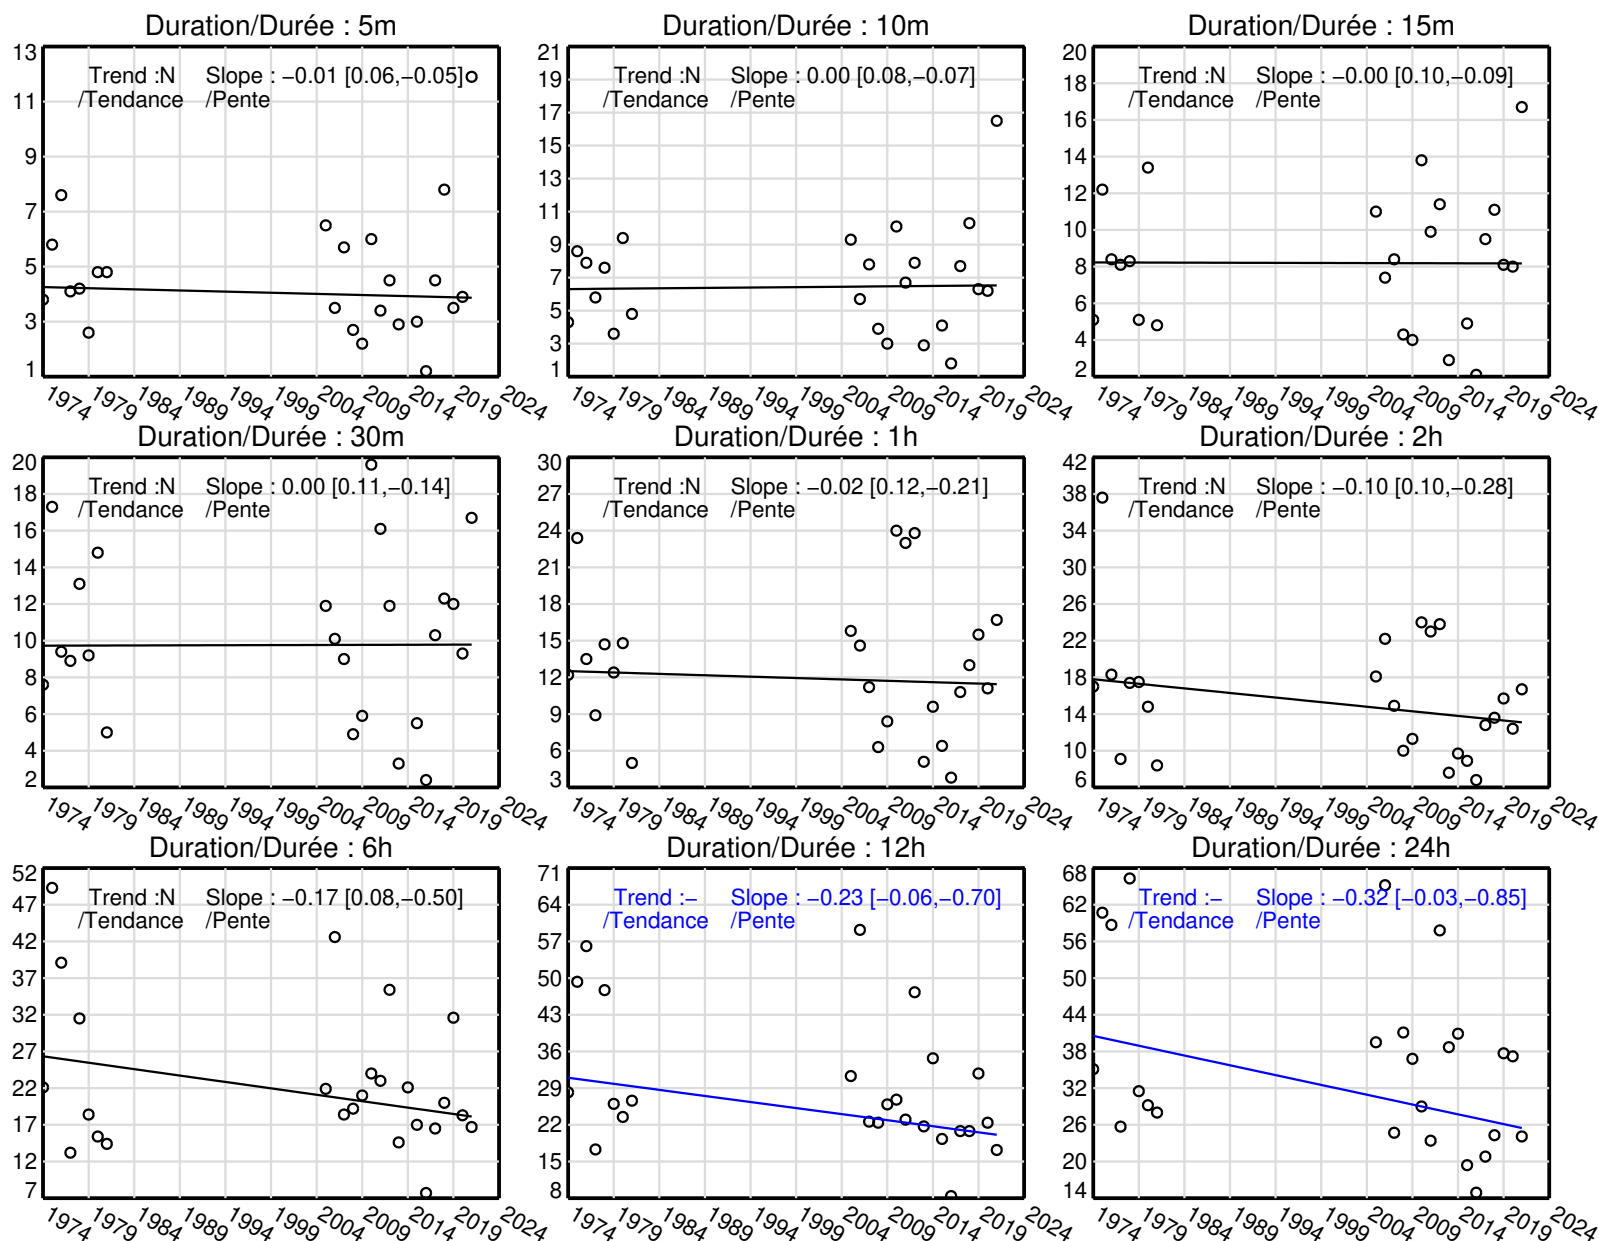 Duration/Durée : 5m
13
11
9
7
5
3
1
Trend :N Slope : −0.01 [0.06,−0.05]
/Tendance /Pente
1974 1979 1984 1989 1994 1999 2004 2009 2014 2019 2024
Duration/Durée : 10m
21
19
17
15
13
11
9
7
5
3
1
Trend :N Slope : 0.00 [0.08,−0.07]
/Tendance /Pente
1974 1979 1984 1989 1994 1999 2004 2009 2014 2019 2024
Duration/Durée : 15m
20
18
16
14
12
10
8
6
4
2
Trend :N Slope : −0.00 [0.10,−0.09]
/Tendance /Pente
1974 1979 1984 1989 1994 1999 2004 2009 2014 2019 2024
Duration/Durée : 30m
20
18
16
14
12
10
8
6
4
2
Trend :N Slope : 0.00 [0.11,−0.14]
/Tendance /Pente
1974 1979 1984 1989 1994 1999 2004 2009 2014 2019 2024
Duration/Durée : 1h
30
27
24
21
18
15
12
9
6
3
Trend :N Slope : −0.02 [0.12,−0.21]
/Tendance /Pente
1974 1979 1984 1989 1994 1999 2004 2009 2014 2019 2024
Duration/Durée : 2h
42
38
34
30
26
22
18
14
10
6
Trend :N Slope : −0.10 [0.10,−0.28]
/Tendance /Pente
1974 1979 1984 1989 1994 1999 2004 2009 2014 2019 2024
Duration/Durée : 6h
52
47
42
37
32
27
22
17
12
7
Trend :N Slope : −0.17 [0.08,−0.50]
/Tendance /Pente
1974 1979 1984 1989 1994 1999 2004 2009 2014 2019 2024
Duration/Durée : 12h
71
64
57
50
43
36
29
22
15
8
Trend :− Slope : −0.23 [−0.06,−0.70]
/Tendance /Pente
1974 1979 1984 1989 1994 1999 2004 2009 2014 2019 2024
Duration/Durée : 24h
68
62
56
50
44
38
32
26
20
14
Trend :− Slope : −0.32 [−0.03,−0.85]
/Tendance /Pente
1974 1979 1984 1989 1994 1999 2004 2009 2014 2019 2024